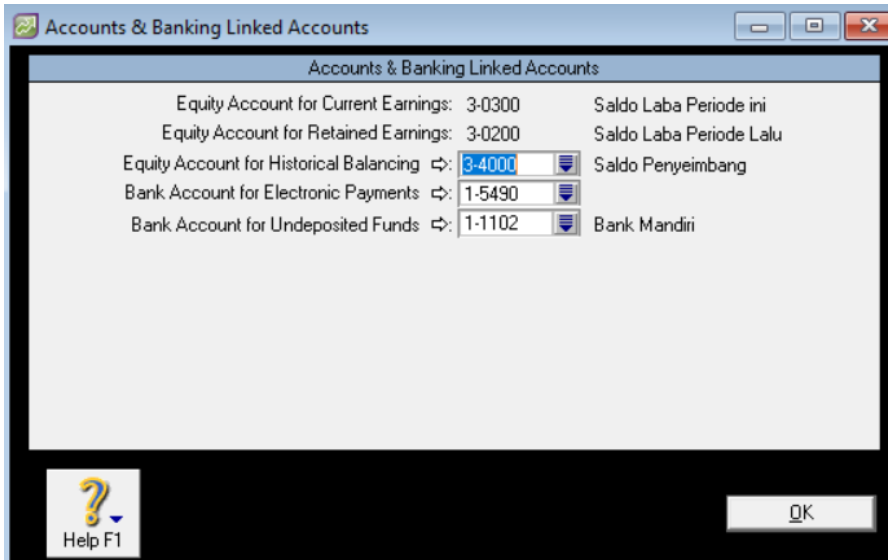 Accounts & Banking Linked Accounts
Accounts & Banking Linked Accounts
Equity Account for Current Earnings: 3-0300 Saldo Laba Periode ini
Equity Account for Retained Earnings: 3-0200 Saldo Laba Periode Lalu
Equity Account for Historical Balancing ⇨: 3-4000 Saldo Penyeimbang
Bank Account for Electronic Payments ⇨: 1-5490
Bank Account for Undeposited Funds ⇨: 1-1102 Bank Mandiri
Help F1
OK